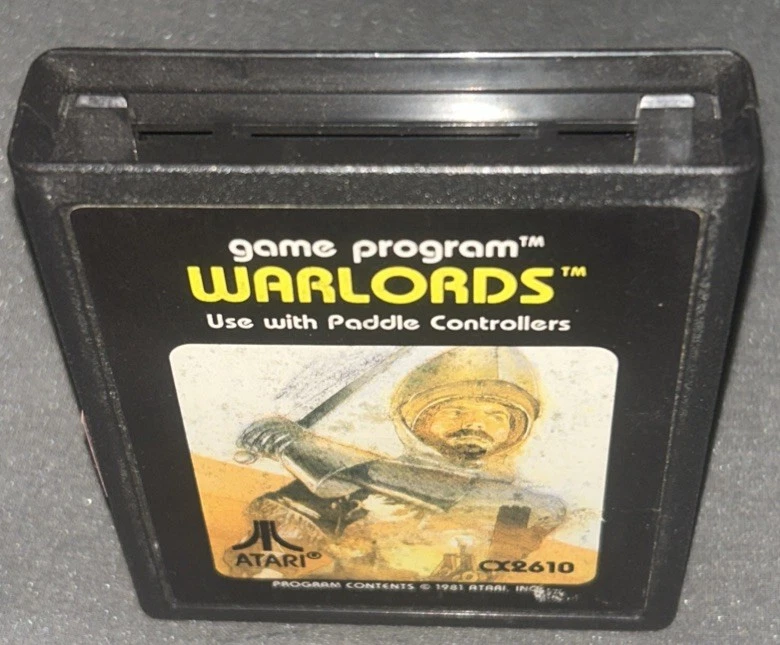 game program™
WARLORDS™
Use with Paddle Controllers
ATARI®
CX2610
PROGRAM CONTENTS © 1981 ATARI, INC.